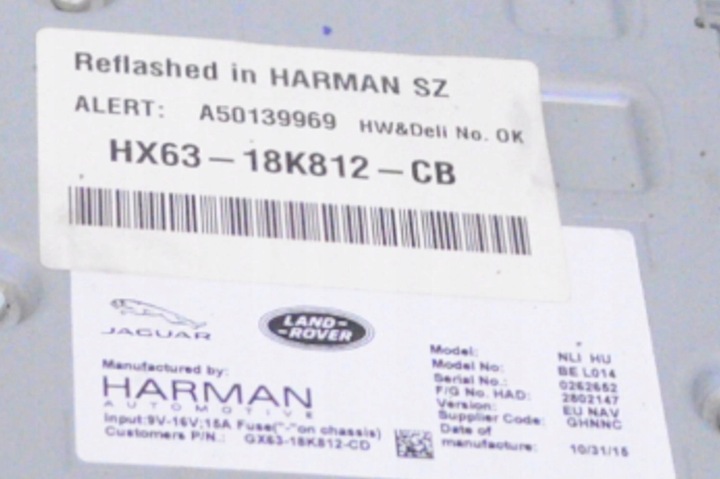 Reflashed in HARMAN SZ
ALERT: A50139969 HW&Deli No. OK
HX63-18K812-CB
JAGUAR
LAND-
-ROVER
Manufactured by:
HARMAN
AUTOMOTIVE
Input:9V-16V;15A Fuse("-"on chassis)
Customers P/N.: GX63-18K812-CD
Model: NLI HU
Model No: BE L014
Serial No.: 0262652
F/G No. HAD: 2802147
Version: EU NAV
Supplier Code: GHNNC
Date of
manufacture: 10/31/15